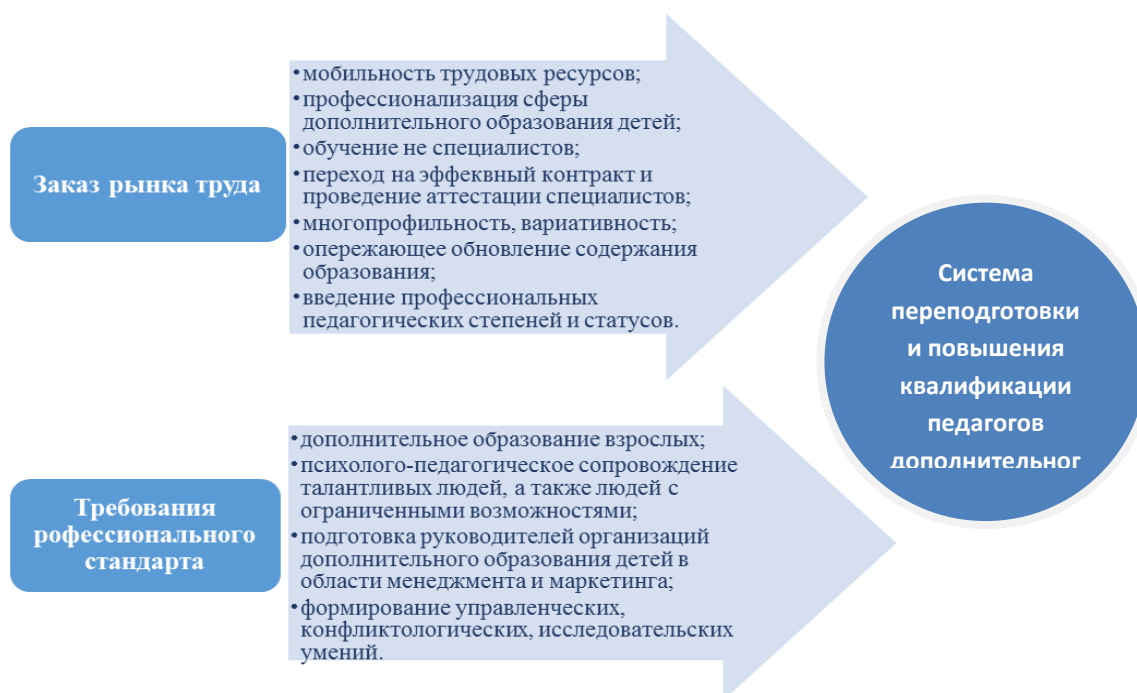 Заказ рынка труда
•мобильность трудовых ресурсов;
•профессионализация сферы
дополнительного образования детей;
•обучение не специалистов;
•переход на эффеквный контракт и
проведение аттестации специалистов;
•многопрофильность, вариативность;
•опережающее обновление содержания
образования;
•введение профессиональных
педагогических степеней и статусов.
Требования
рофессионального
стандарта
•дополнительное образование взрослых;
•психолого-педагогическое сопровождение
талантливых людей, а также людей с
ограниченными возможностями;
•подготовка руководителей организаций
дополнительного образования детей в
области менеджмента и маркетинга;
•формирование управленческих,
конфликтологических, исследовательских
умений.
Система
переподготовки
и повышения
квалификации
педагогов
дополнительног